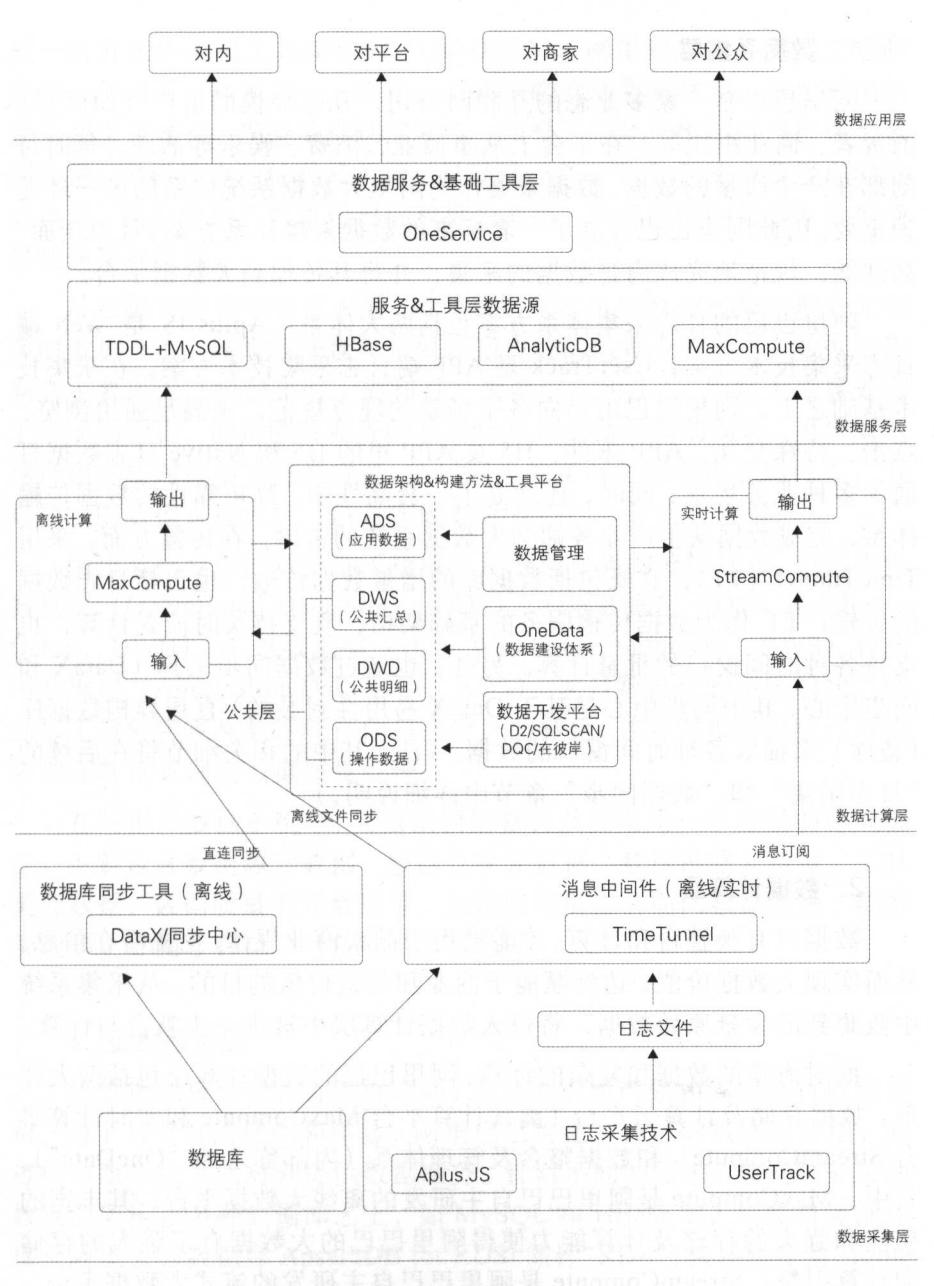 对内
对平台
对商家
对公众
数据应用层
数据服务&基础工具层
OneService
服务&工具层数据源
TDDL+MySQL
HBase
AnalyticDB
MaxCompute
数据服务层
离线计算
输出
MaxCompute
输入
数据架构&构建方法&工具平台
ADS
（应用数据）
DWS
（公共汇总）
DWD
（公共明细）
ODS
（操作数据）
公共层
数据管理
OneData
（数据建设体系）
数据开发平台
（D2/SQLSCAN/
DQC/在彼岸）
实时计算
输出
StreamCompute
输入
数据计算层
离线文件同步
直连同步
消息订阅
数据库同步工具（离线）
DataX/同步中心
消息中间件（离线/实时）
TimeTunnel
日志文件
数据库
日志采集技术
Aplus.JS
UserTrack
数据采集层